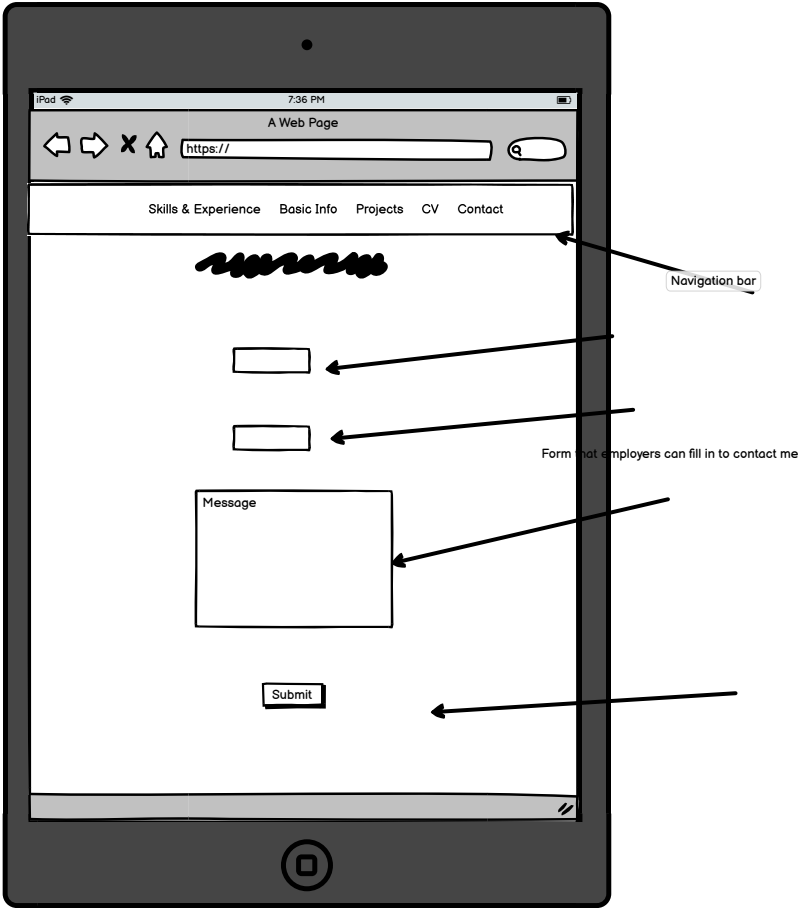 iPad 7:36 PM
A Web Page
https://
Skills & Experience Basic Info Projects CV Contact
Navigation bar
Form that employers can fill in to contact me
Message
Submit